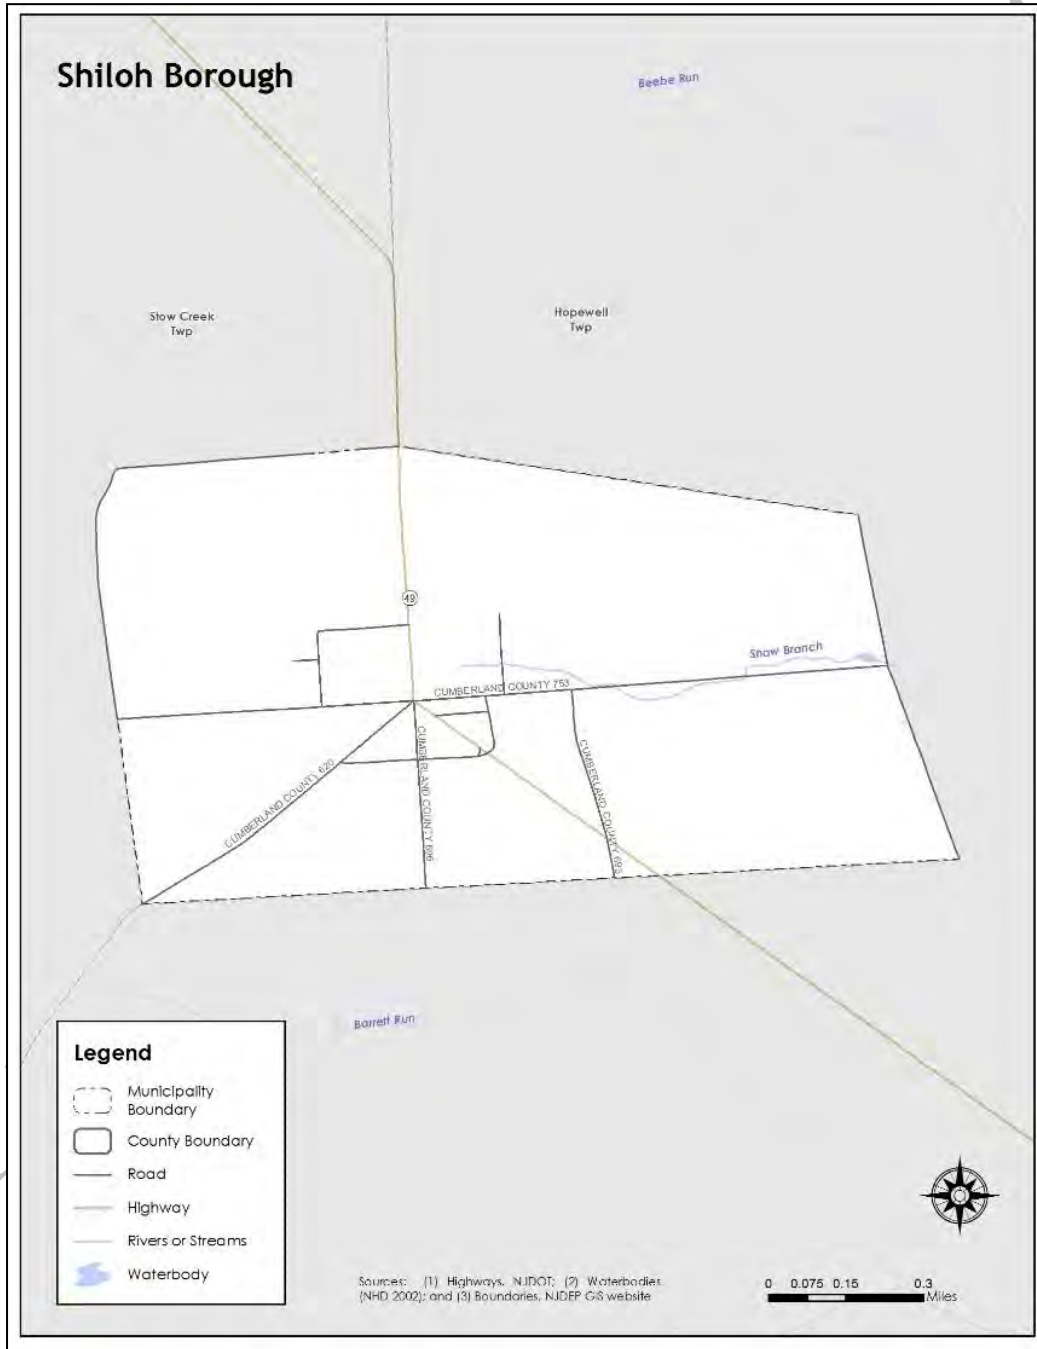 Shiloh Borough
Beebe Run
Stow Creek
Twp
Hopewell
Twp
49
Shaw Branch
CUMBERLAND COUNTY 753
CUMBERLAND COUNTY 620
CUMBERLAND COUNTY 696
CUMBERLAND COUNTY 695
Barrett Run
Legend
Municipality
Boundary
County Boundary
Road
Highway
Rivers or Streams
Waterbody
Sources: (1) Highways, NJDOT; (2) Waterbodies
(NHD 2002); and (3) Boundaries, NJDEP GIS website
0 0.075 0.15 0.3
Miles